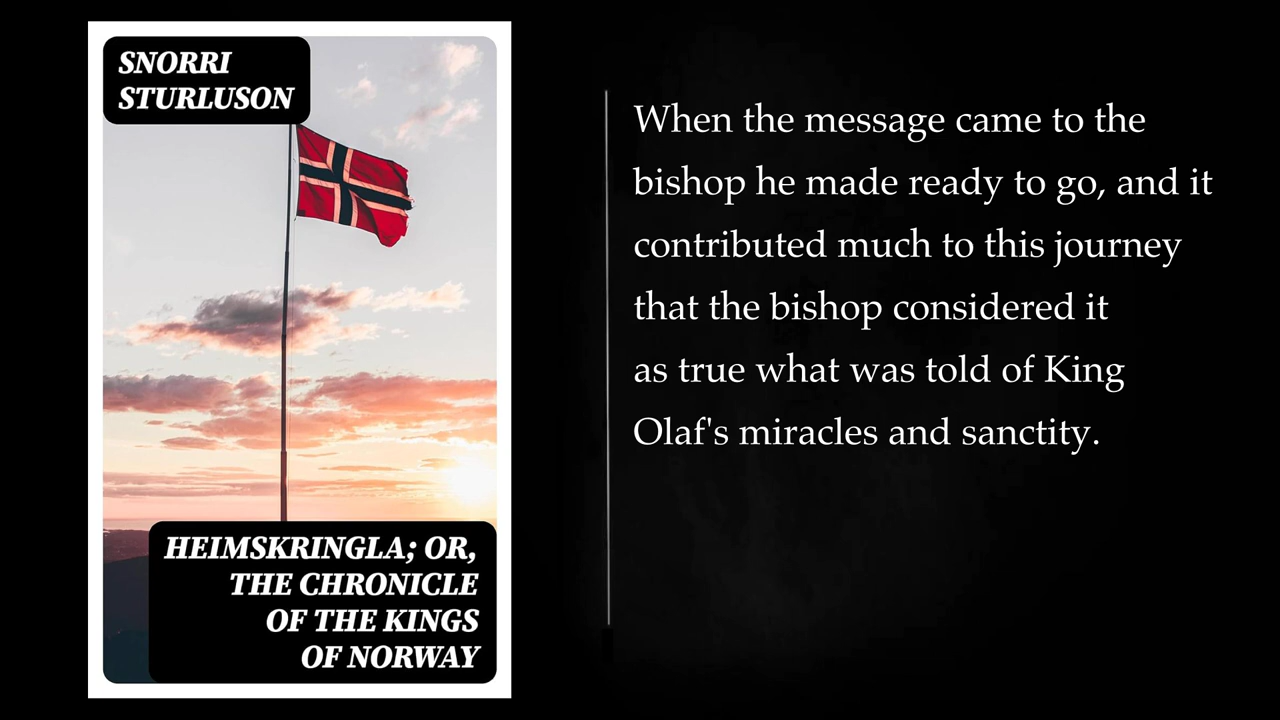 SNORRI
STURLUSON
HEIMSKRINGLA; OR,
THE CHRONICLE
OF THE KINGS
OF NORWAY
When the message came to the
bishop he made ready to go, and it
contributed much to this journey
that the bishop considered it
as true what was told of King
Olaf's miracles and sanctity.